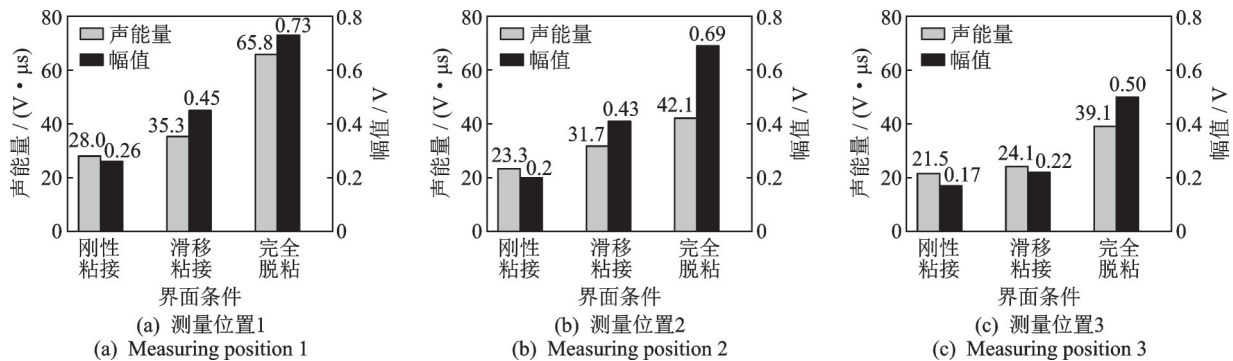 80
60
40
20
0
声能量 / (V·μs)
声能量
幅值
28.0
0.26
35.3
0.45
65.8
0.73
0.8
0.6
0.4
0.2
0
幅值 / V
刚性
粘接
滑移
粘接
完全
脱粘
界面条件
(a) 测量位置1
(a) Measuring position 1
80
60
40
20
0
声能量 / (V·μs)
声能量
幅值
23.3
0.2
31.7
0.43
42.1
0.69
0.8
0.6
0.4
0.2
0
幅值 / V
刚性
粘接
滑移
粘接
完全
脱粘
界面条件
(b) 测量位置2
(b) Measuring position 2
80
60
40
20
0
声能量 / (V·μs)
声能量
幅值
21.5
0.17
24.1
0.22
39.1
0.50
0.8
0.6
0.4
0.2
0
幅值 / V
刚性
粘接
滑移
粘接
完全
脱粘
界面条件
(c) 测量位置3
(c) Measuring position 3